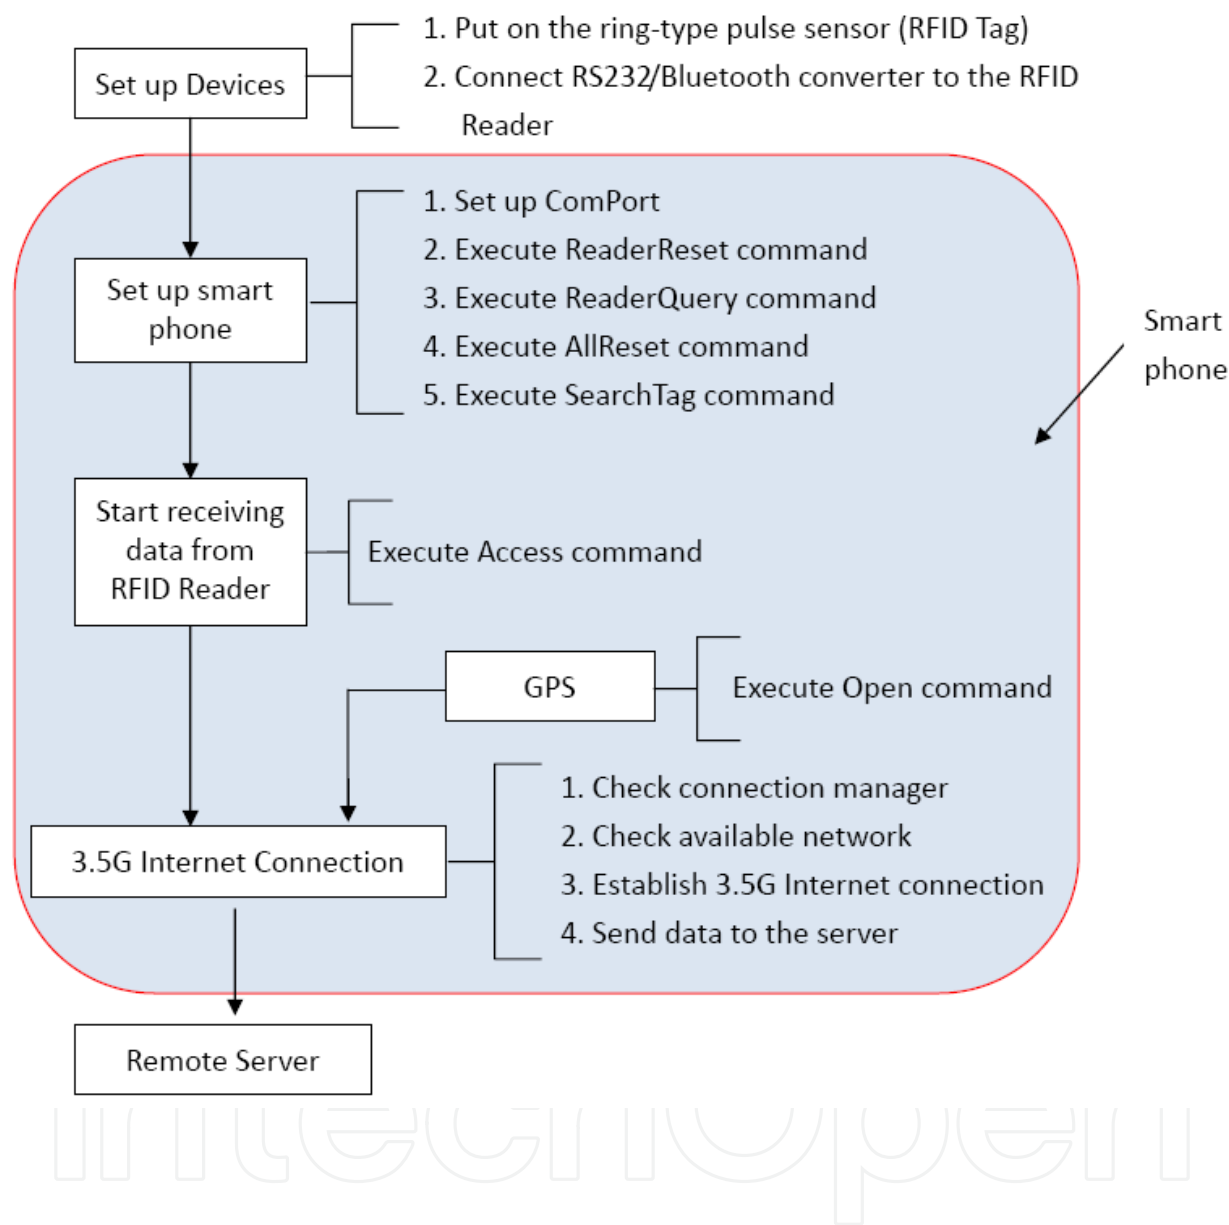 1. Put on the ring-type pulse sensor (RFID Tag)
Set up Devices
2. Connect RS232/Bluetooth converter to the RFID
Reader
1. Set up ComPort
2. Execute ReaderReset command
Set up smart
phone
3. Execute ReaderQuery command
4. Execute AllReset command
5. Execute SearchTag command
Smart
phone
Start receiving
data from
RFID Reader
Execute Access command
GPS
Execute Open command
1. Check connection manager
2. Check available network
3.5G Internet Connection
3. Establish 3.5G Internet connection
4. Send data to the server
Remote Server
intechopen